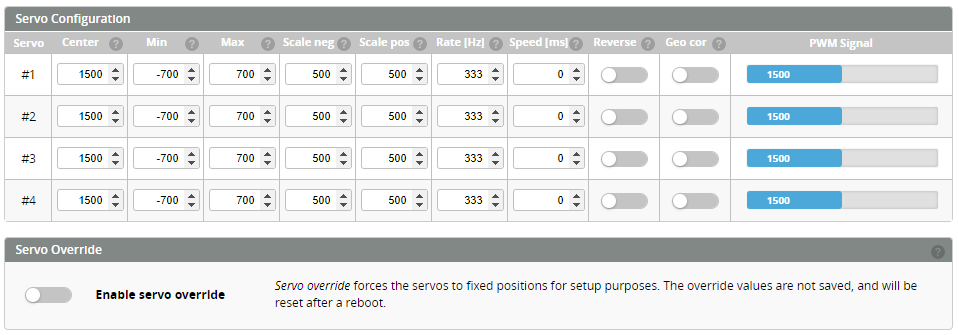 Servo Configuration
Servo Center ? Min ? Max ? Scale neg ? Scale pos ? Rate [Hz] ? Speed [ms] ? Reverse ? Geo cor ? PWM Signal
#1 1500 -700 700 500 500 333 0 1500
#2 1500 -700 700 500 500 333 0 1500
#3 1500 -700 700 500 500 333 0 1500
#4 1500 -700 700 500 500 333 0 1500
Servo Override ?
Enable servo override Servo override forces the servos to fixed positions for setup purposes. The override values are not saved, and will be
reset after a reboot.